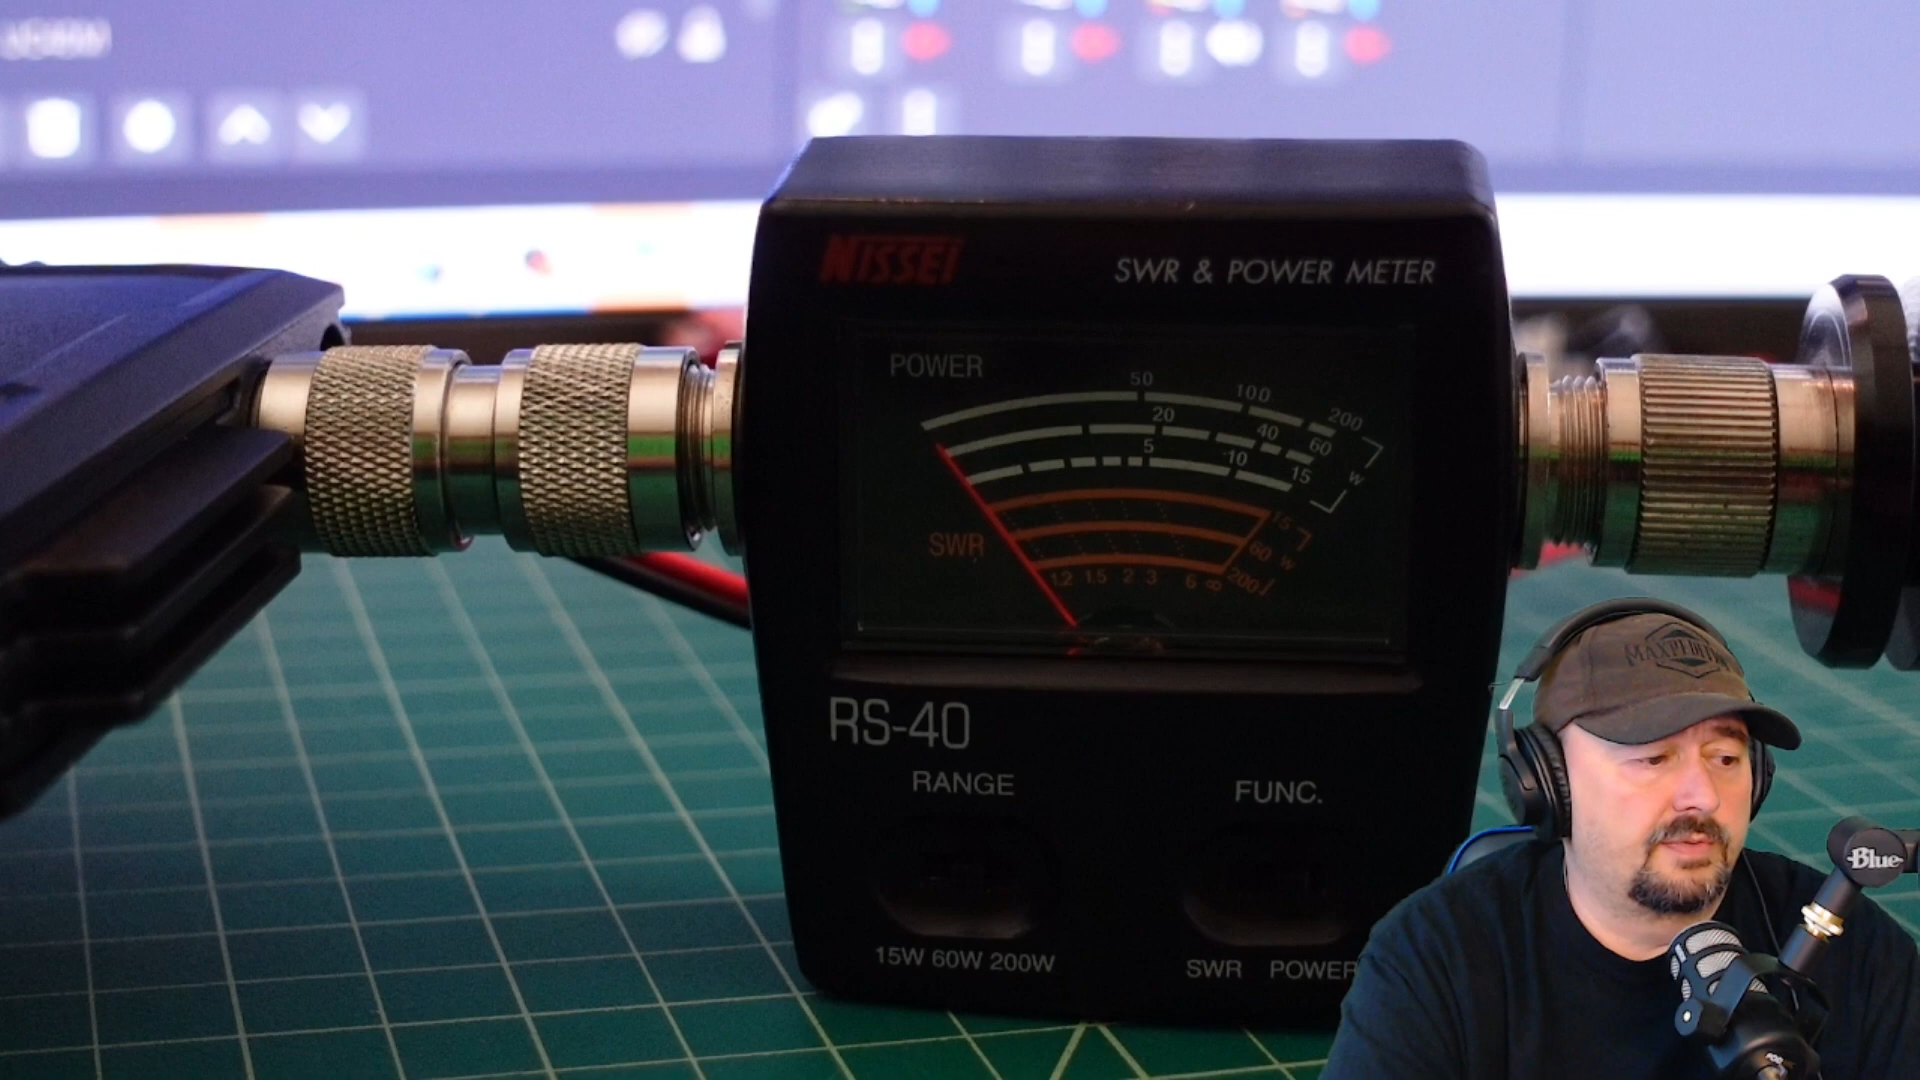 NISSEI
SWR & POWER METER
POWER
50 100 200
20 40 60
5 10 15
W
SWR
15
60 W
200
1.2 1.5 2 3 6 ∞
RS-40
RANGE
FUNC.
15W 60W 200W
SWR POWER
MAXPEDITION
Blue